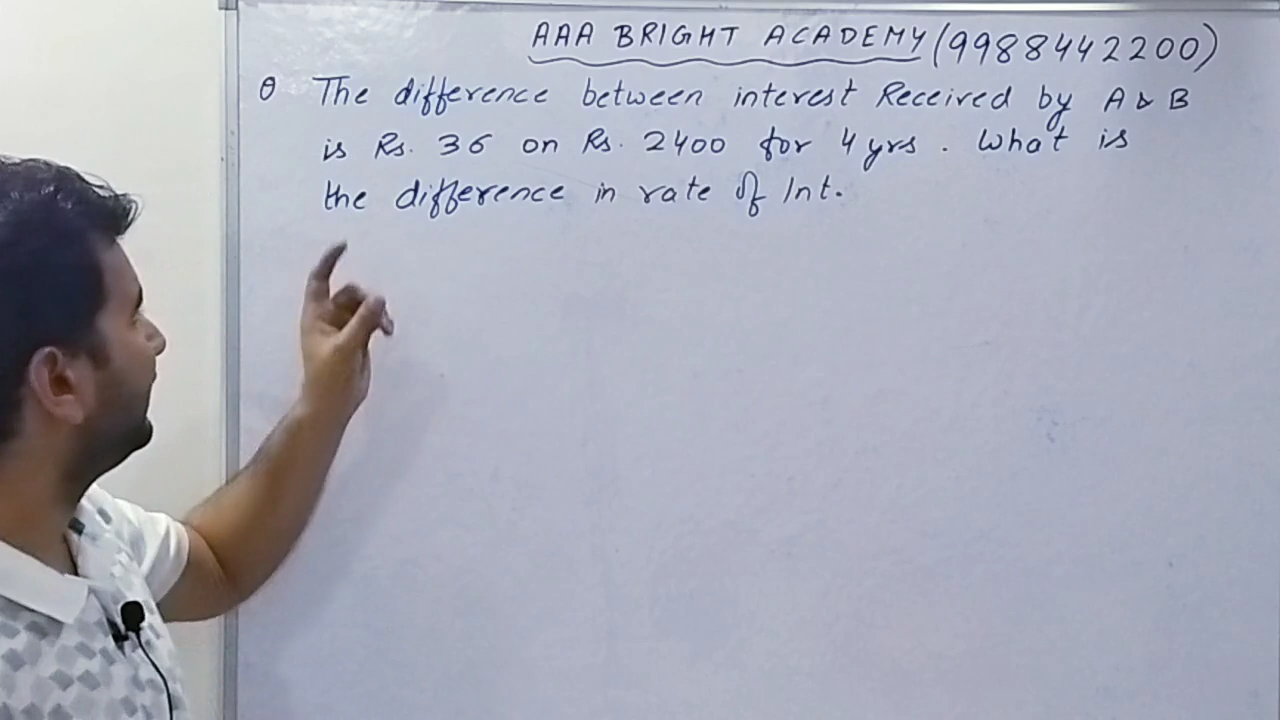 AAA BRIGHT ACADEMY (9988442200)
Q The difference between interest Received by A & B
is Rs. 36 on Rs. 2400 for 4 yrs. What is
the difference in rate of Int.